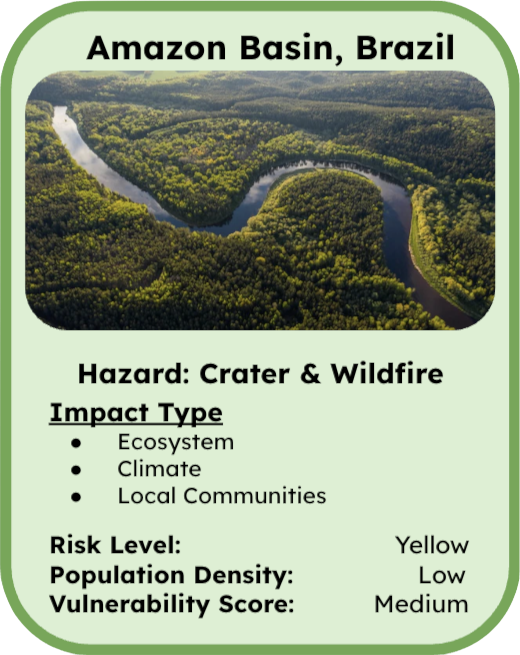 Amazon Basin, Brazil
Hazard: Crater & Wildfire
Impact Type
● Ecosystem
● Climate
● Local Communities
Risk Level: Yellow
Population Density: Low
Vulnerability Score: Medium